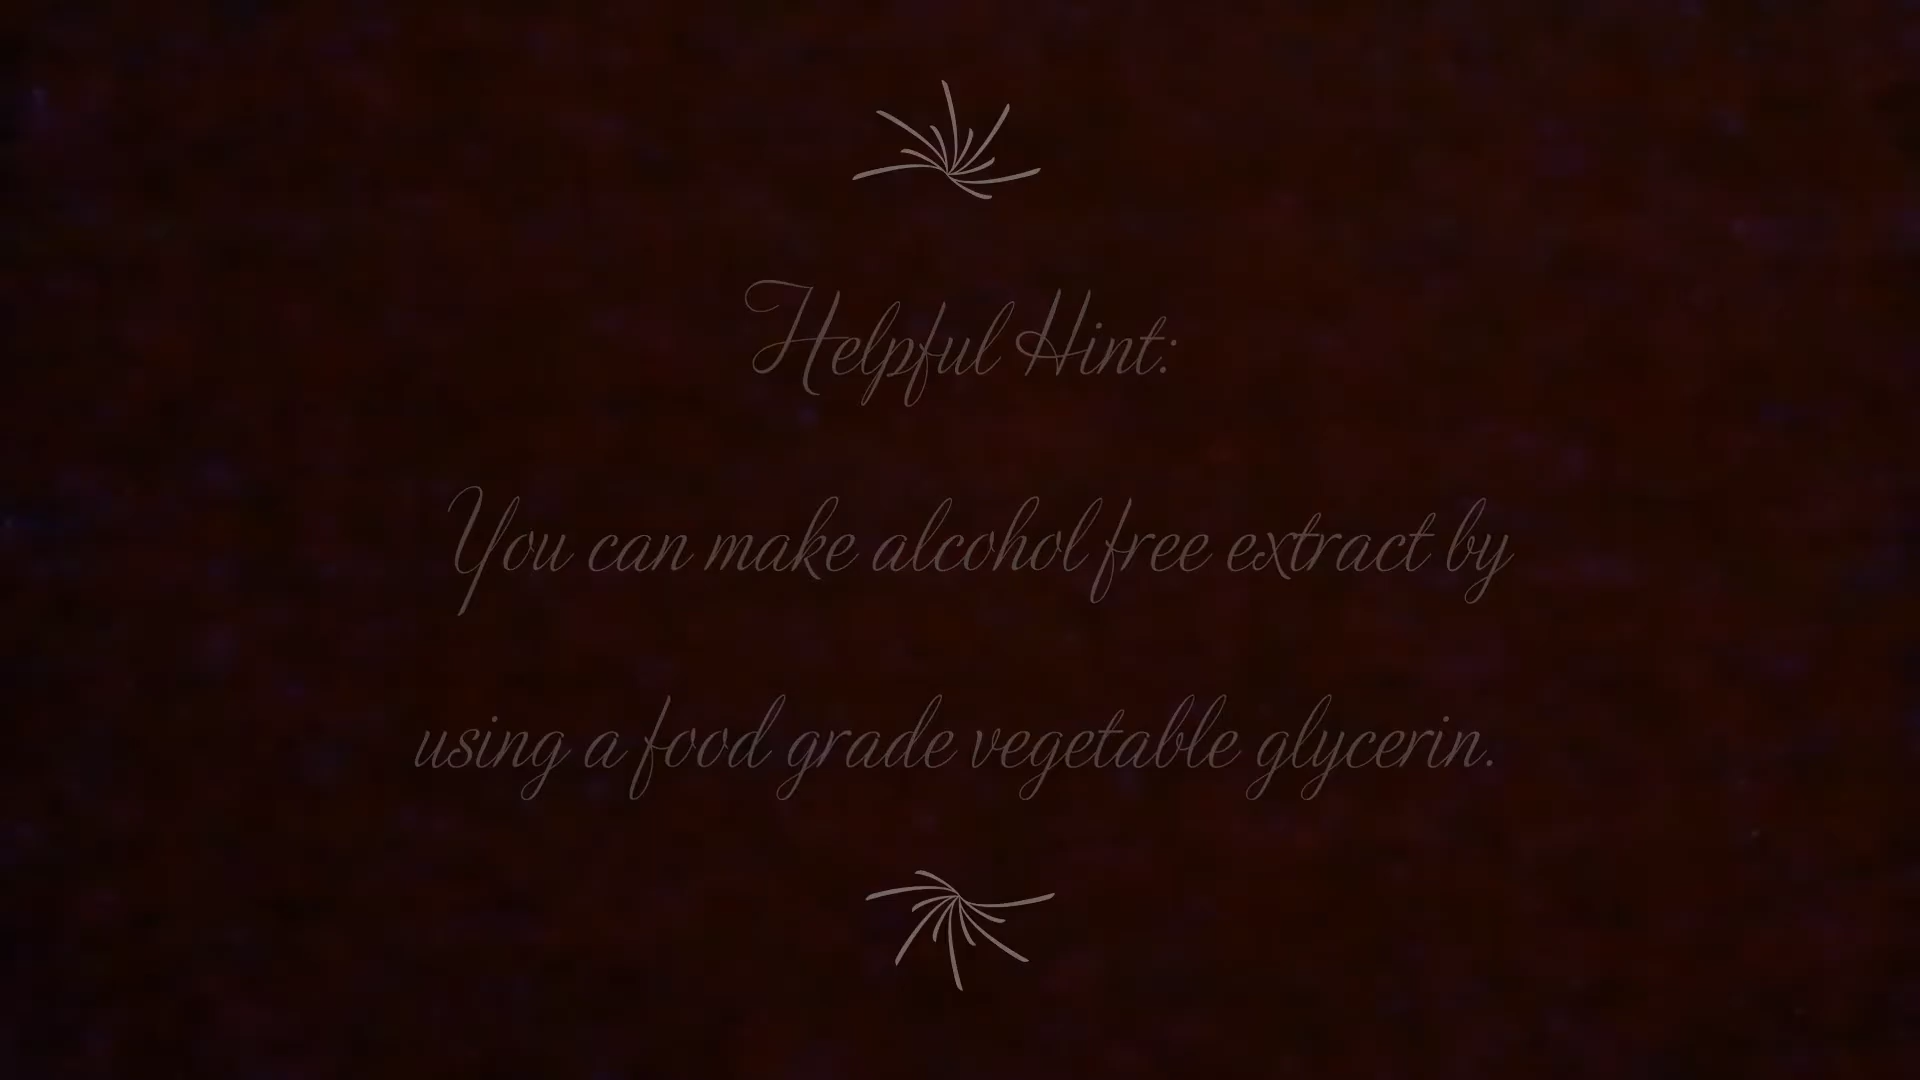 Helpful Hint:
You can make alcohol free extract by
using a food grade vegetable glycerin.